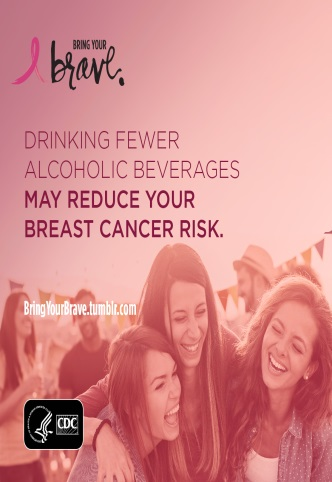 BRING YOUR
brave.
DRINKING FEWER
ALCOHOLIC BEVERAGES
MAY REDUCE YOUR
BREAST CANCER RISK.
BringYourBrave.tumblr.com
CDC